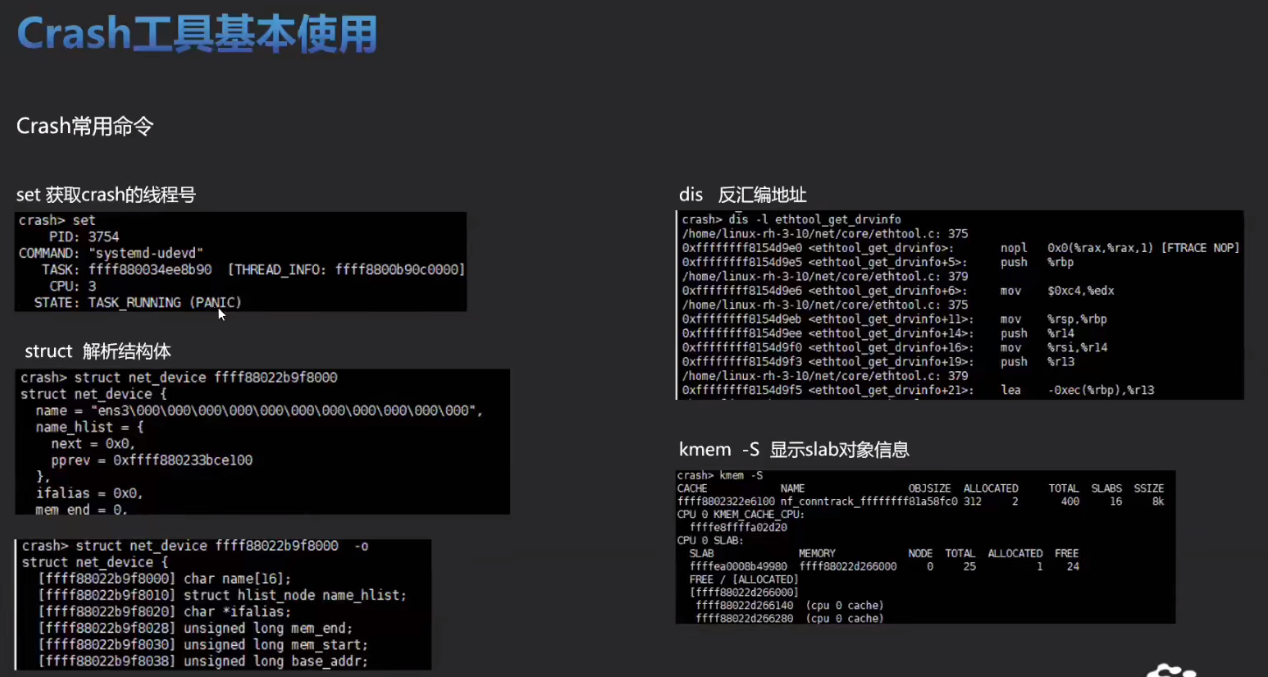 Crash工具基本使用
Crash常用命令
set 获取crash的线程号
crash> set
PID: 3754
COMMAND: "systemd-udevd"
TASK: ffff880034ee8b90 [THREAD_INFO: ffff8800b90c0000]
CPU: 3
STATE: TASK_RUNNING (PANIC)
struct 解析结构体
crash> struct net_device ffff88022b9f8000
struct net_device {
name = "ens3\000\000\000\000\000\000\000\000\000\000\000",
name_hlist = {
next = 0x0,
pprev = 0xffff880233bce100
},
ifalias = 0x0,
mem_end = 0,
crash> struct net_device ffff88022b9f8000 -o
struct net_device {
[ffff88022b9f8000] char name[16];
[ffff88022b9f8010] struct hlist_node name_hlist;
[ffff88022b9f8020] char *ifalias;
[ffff88022b9f8028] unsigned long mem_end;
[ffff88022b9f8030] unsigned long mem_start;
[ffff88022b9f8038] unsigned long base_addr;
dis 反汇编地址
crash> dis -l ethtool_get_drvinfo
/home/linux-rh-3-10/net/core/ethtool.c: 375
0xffffffff8154d9e0 <ethtool_get_drvinfo>: nopl 0x0(%rax,%rax,1) [FTRACE NOP]
0xffffffff8154d9e5 <ethtool_get_drvinfo+5>: push %rbp
/home/linux-rh-3-10/net/core/ethtool.c: 379
0xffffffff8154d9e6 <ethtool_get_drvinfo+6>: mov $0xc4,%edx
/home/linux-rh-3-10/net/core/ethtool.c: 375
0xffffffff8154d9eb <ethtool_get_drvinfo+11>: mov %rsp,%rbp
0xffffffff8154d9ee <ethtool_get_drvinfo+14>: push %r14
0xffffffff8154d9f0 <ethtool_get_drvinfo+16>: mov %rsi,%r14
0xffffffff8154d9f3 <ethtool_get_drvinfo+19>: push %r13
/home/linux-rh-3-10/net/core/ethtool.c: 379
0xffffffff8154d9f5 <ethtool_get_drvinfo+21>: lea -0xec(%rbp),%r13
kmem -S 显示slab对象信息
crash> kmem -S
CACHE NAME OBJSIZE ALLOCATED TOTAL SLABS SSIZE
ffff8802322e6100 nf_conntrack_ffffffff81a58fc0 312 2 400 16 8k
CPU 0 KMEM_CACHE_CPU:
ffffe8ffffa02d20
CPU 0 SLAB:
SLAB MEMORY NODE TOTAL ALLOCATED FREE
ffffea0008b49980 ffff88022d266000 0 25 1 24
FREE / [ALLOCATED]
[ffff88022d266000]
ffff88022d266140 (cpu 0 cache)
ffff88022d266280 (cpu 0 cache)